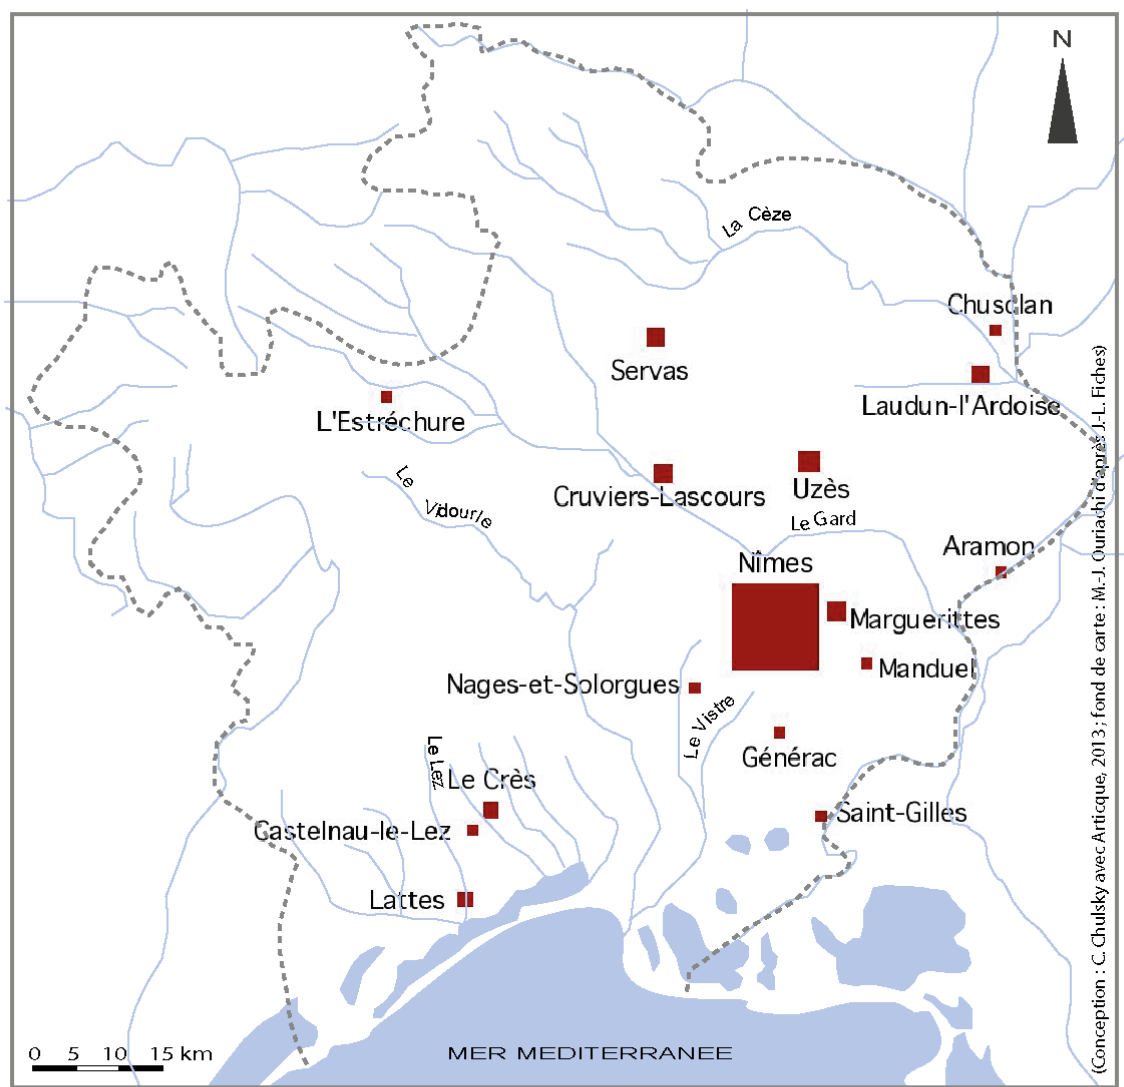 N
La Cèze
Chusclan
Servas
Laudun-l'Ardoise
L'Estréchure
Le Vidourle
Cruviers-Lascours
Uzès
Le Gard
Aramon
Nîmes
Marguerittes
Manduel
Nages-et-Solorgues
Le Vistre
Générac
Le Lez
Le Crès
Castelnau-le-Lez
Saint-Gilles
Lattes
0 5 10 15 km
MER MEDITERRANEE
(Conception : C. Chulsky avec Articque, 2013 ; fond de carte : M.-J. Ouriachi d'après J.-L. Fiches)